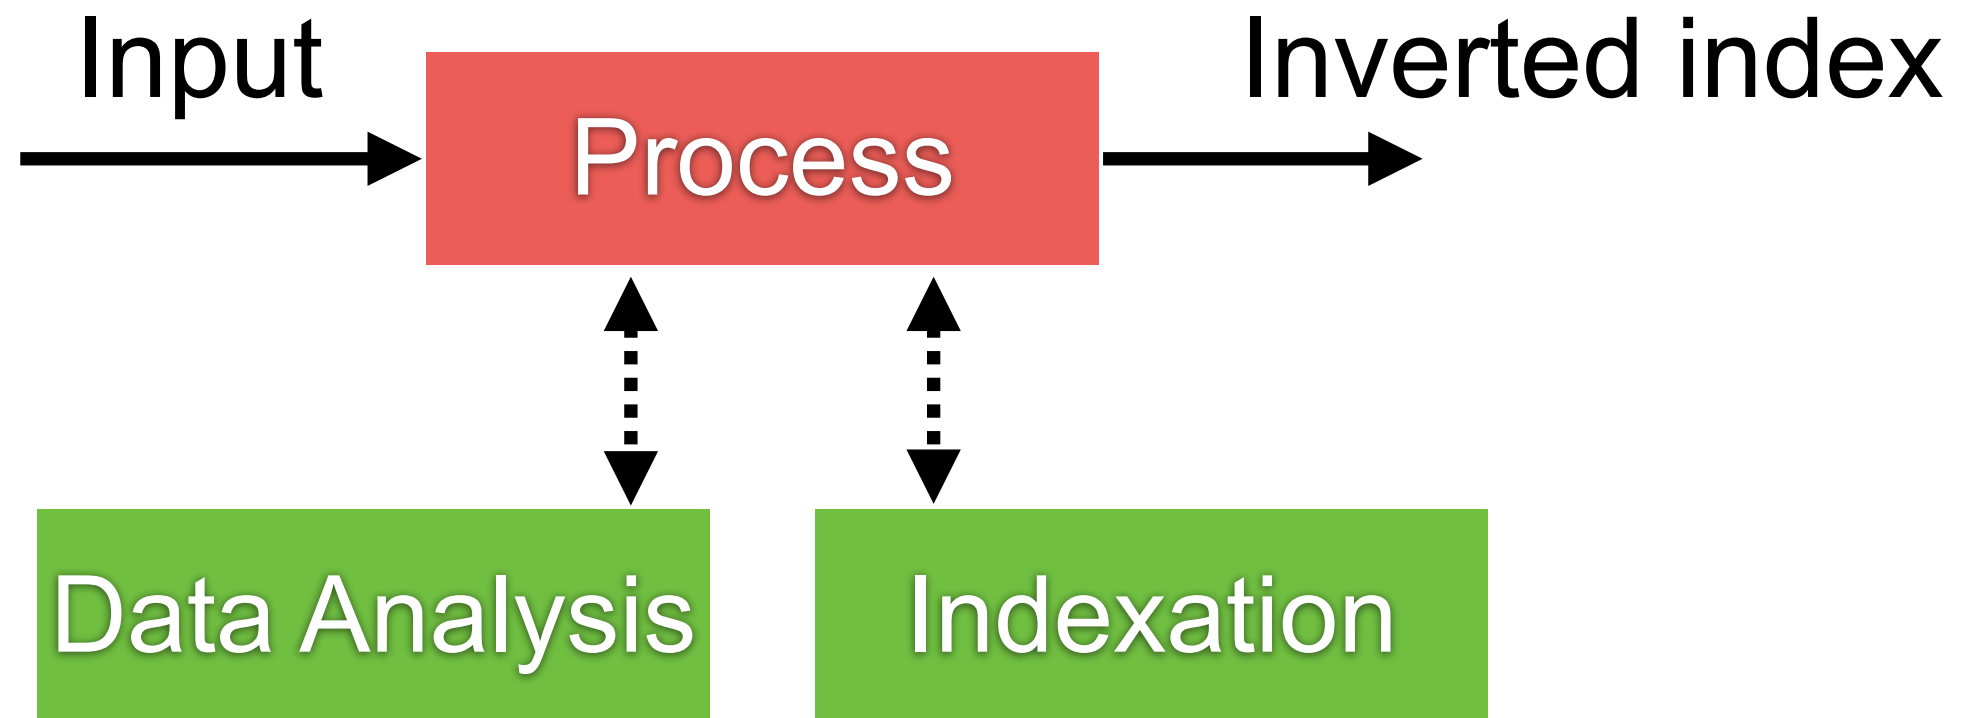 Input
Inverted index
Process
Data Analysis
Indexation